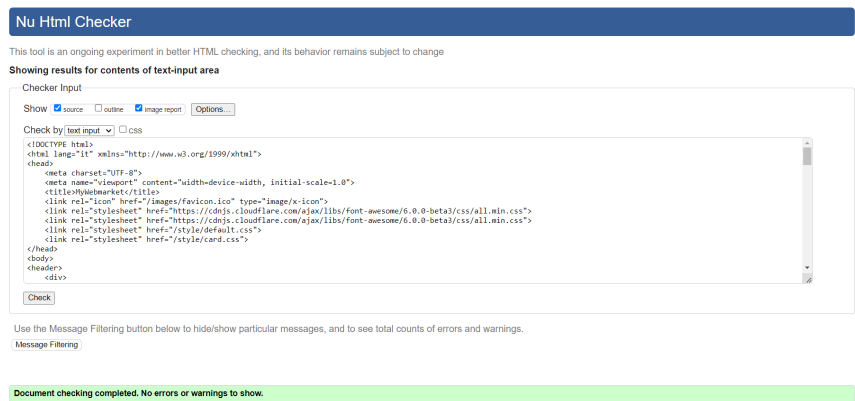 Nu Html Checker
This tool is an ongoing experiment in better HTML checking, and its behavior remains subject to change
Showing results for contents of text-input area
Checker Input
Show source outline image report Options...
Check by text input css
<!DOCTYPE html>
<html lang="it" xmlns="http://www.w3.org/1999/xhtml">
<head>
    <meta charset="UTF-8">
    <meta name="viewport" content="width=device-width, initial-scale=1.0">
    <title>MyWebmarket</title>
    <link rel="icon" href="/images/favicon.ico" type="image/x-icon">
    <link rel="stylesheet" href="https://cdnjs.cloudflare.com/ajax/libs/font-awesome/6.0.0-beta3/css/all.min.css">
    <link rel="stylesheet" href="https://cdnjs.cloudflare.com/ajax/libs/font-awesome/6.0.0-beta3/css/all.min.css">
    <link rel="stylesheet" href="/style/default.css">
    <link rel="stylesheet" href="/style/card.css">
</head>
<body>
<header>
    <div>
Check
Use the Message Filtering button below to hide/show particular messages, and to see total counts of errors and warnings.
Message Filtering
Document checking completed. No errors or warnings to show.